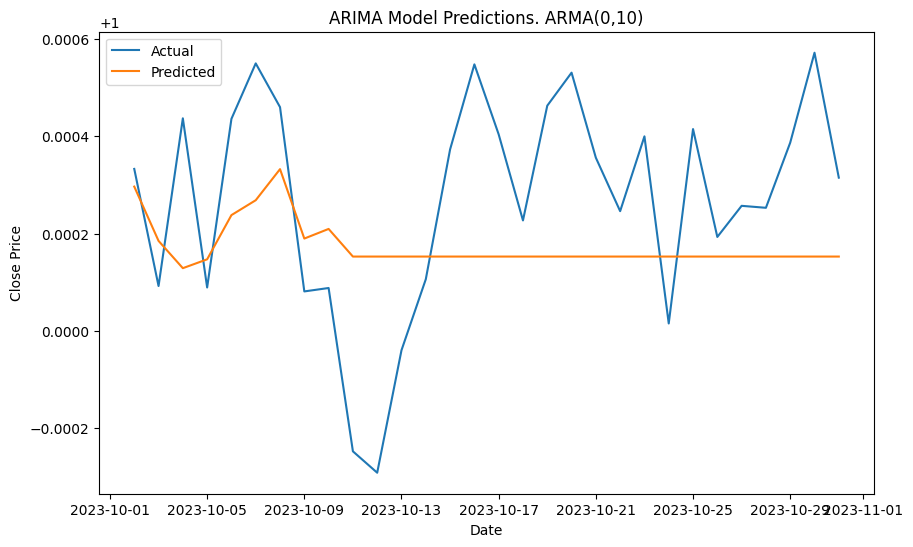 ARIMA Model Predictions. ARMA(0,10)
+1
Actual
Predicted
0.0006
0.0004
0.0002
0.0000
−0.0002
Close Price
2023-10-01 2023-10-05 2023-10-09 2023-10-13 2023-10-17 2023-10-21 2023-10-25 2023-10-29 2023-11-01
Date